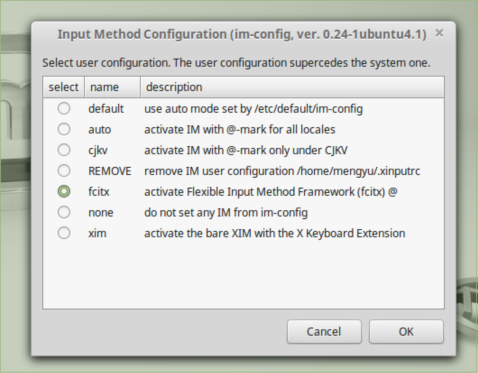 Input Method Configuration (im-config, ver. 0.24-1ubuntu4.1) ×
Select user configuration. The user configuration supercedes the system one.
select name description
default use auto mode set by /etc/default/im-config
auto activate IM with @-mark for all locales
cjkv activate IM with @-mark only under CJKV
REMOVE remove IM user configuration /home/mengyu/.xinputrc
fcitx activate Flexible Input Method Framework (fcitx) @
none do not set any IM from im-config
xim activate the bare XIM with the X Keyboard Extension
Cancel OK